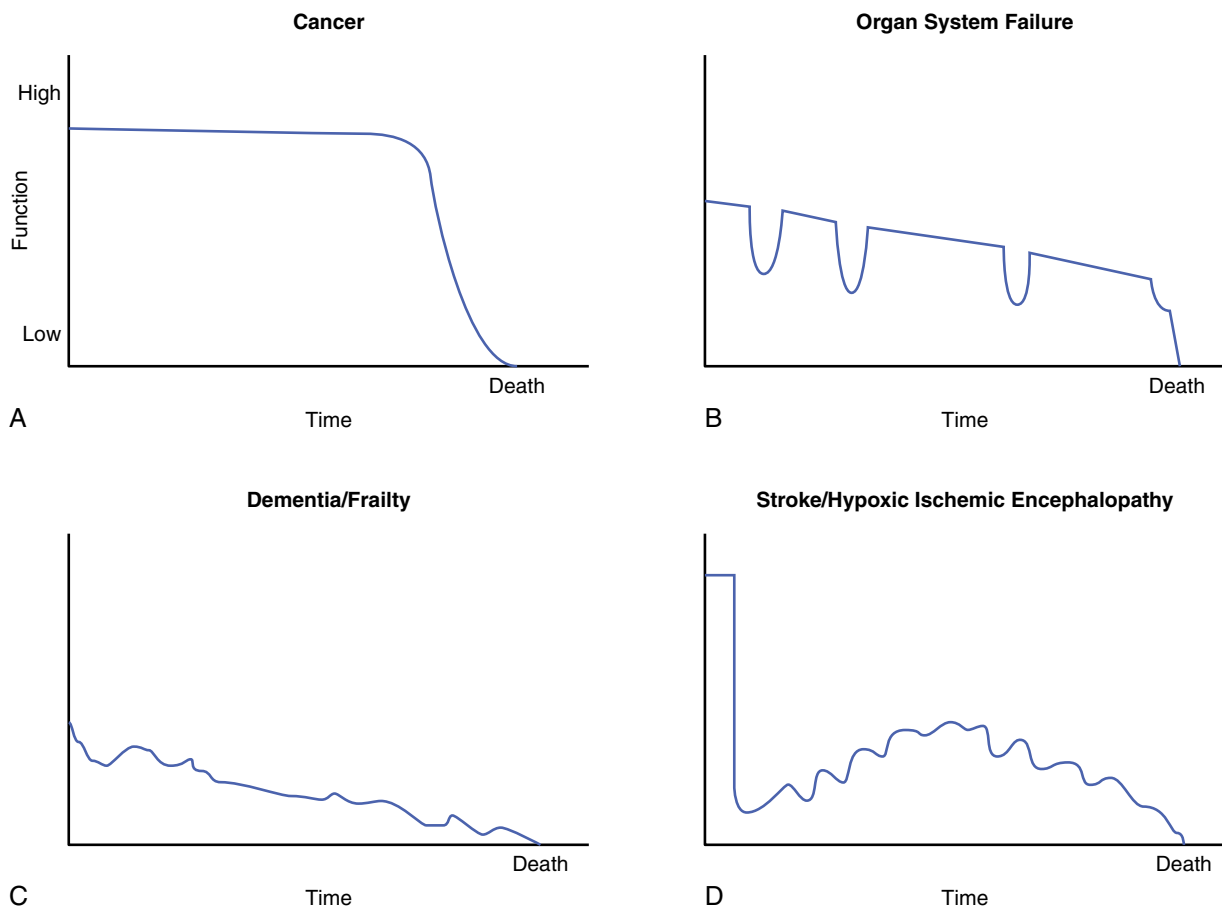 Cancer
High
Function
Low
Death
A
Time
Organ System Failure
Death
B
Time
Dementia/Frailty
Death
C
Time
Stroke/Hypoxic Ischemic Encephalopathy
Death
D
Time